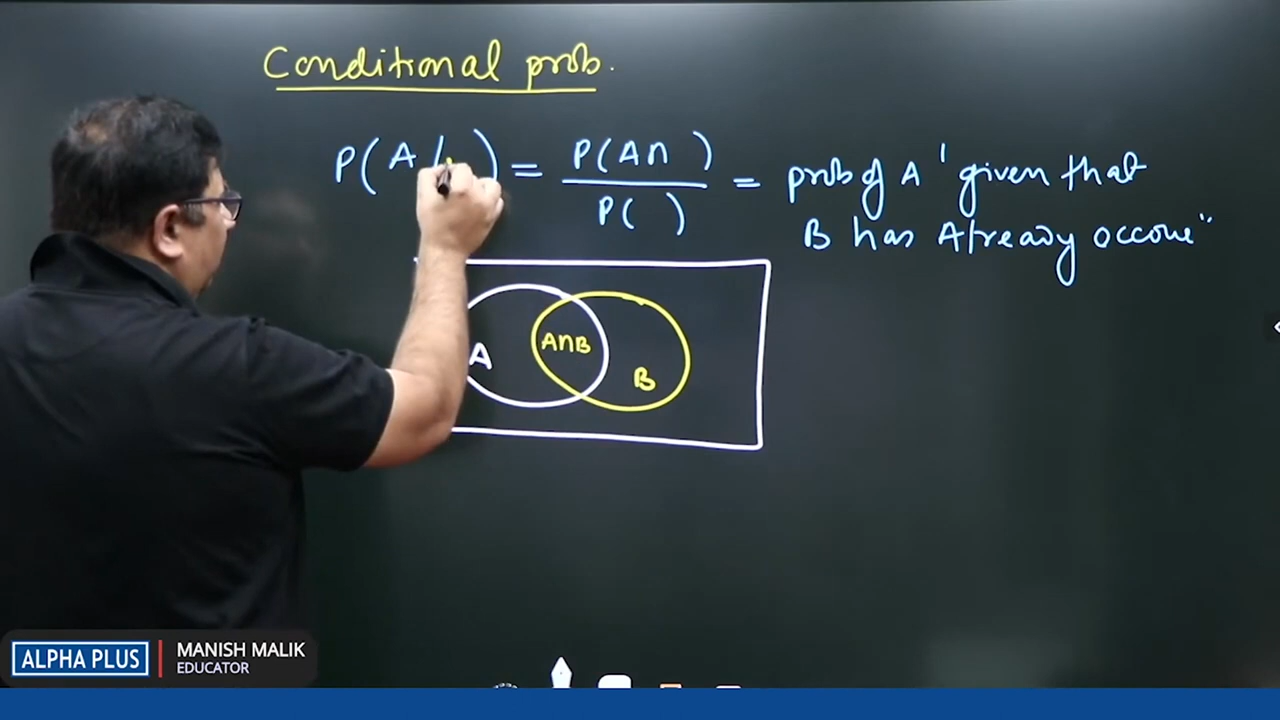 Conditional prob.
P(A / ) = P(A∩ ) / P( ) = prob of A ' given that
B has Already occure"
A
A∩B
B
ALPHA PLUS
MANISH MALIK
EDUCATOR